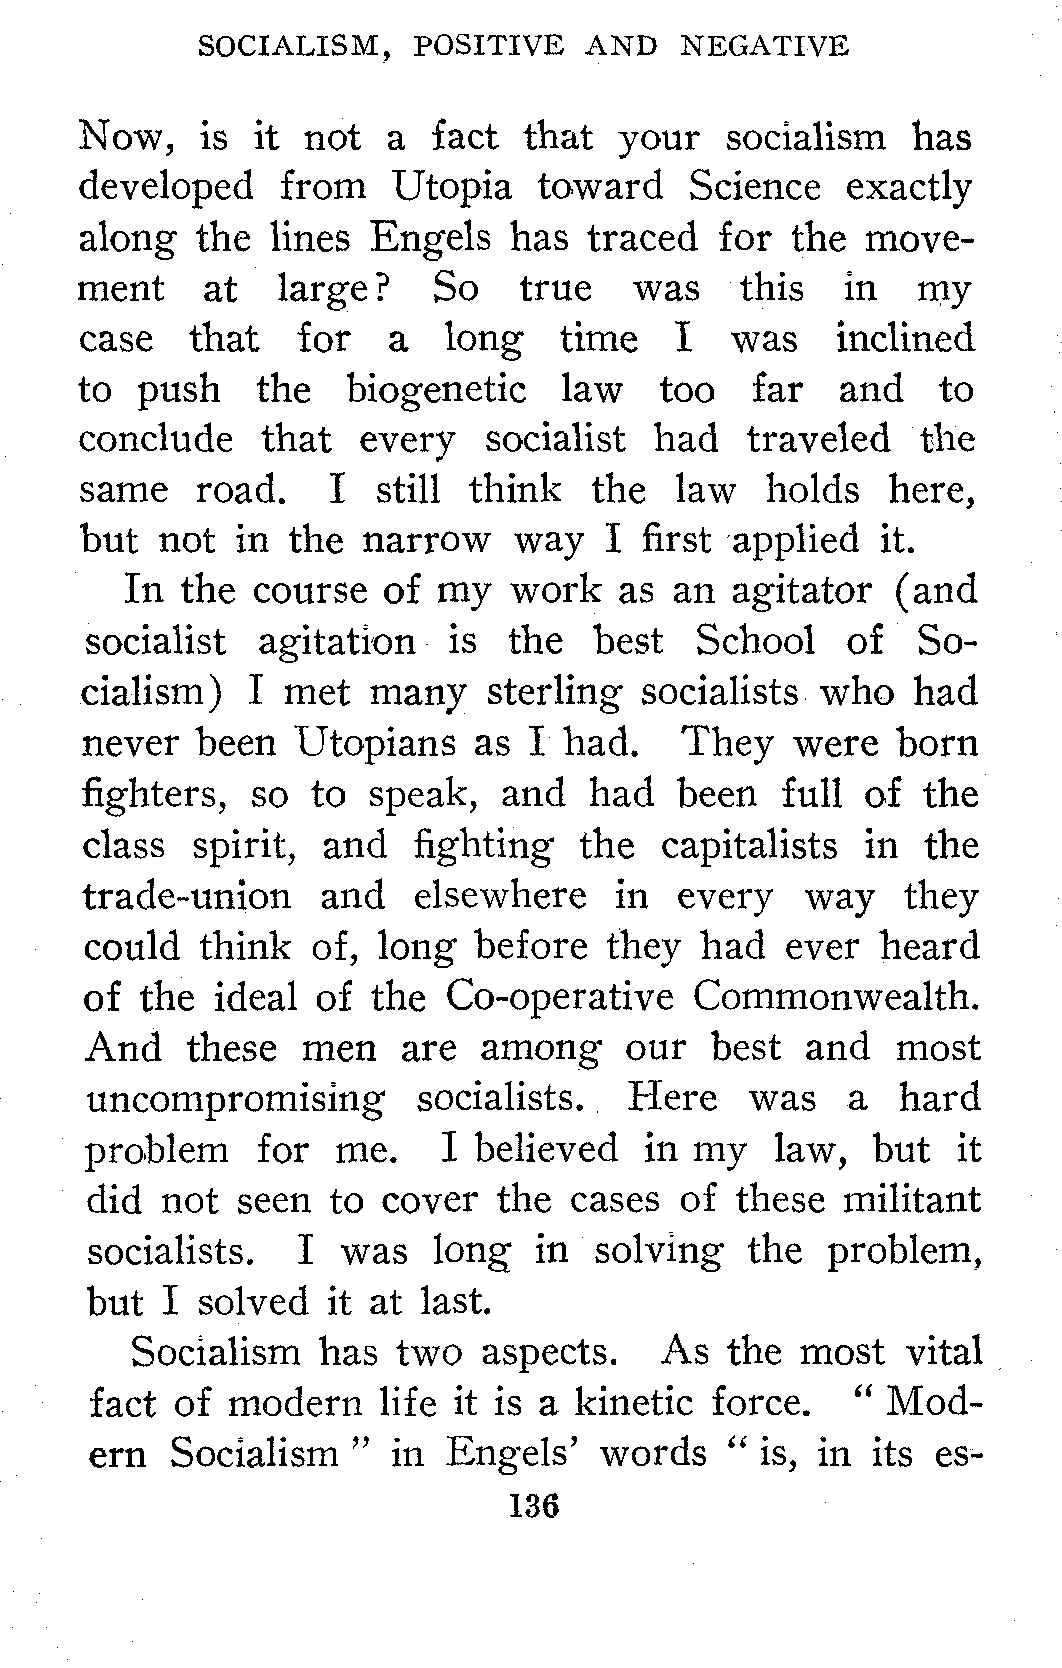 SOCIALISM, POSITIVE AND NEGATIVE
Now, is it not a fact that your socialism has
developed from Utopia toward Science exactly
along the lines Engels has traced for the move-
ment at large? So true was this in my
case that for a long time I was inclined
to push the biogenetic law too far and to
conclude that every socialist had traveled the
same road. I still think the law holds here,
but not in the narrow way I first applied it.
In the course of my work as an agitator (and
socialist agitation is the best School of So-
cialism) I met many sterling socialists who had
never been Utopians as I had. They were born
fighters, so to speak, and had been full of the
class spirit, and fighting the capitalists in the
trade-union and elsewhere in every way they
could think of, long before they had ever heard
of the ideal of the Co-operative Commonwealth.
And these men are among our best and most
uncompromising socialists. Here was a hard
problem for me. I believed in my law, but it
did not seen to cover the cases of these militant
socialists. I was long in solving the problem,
but I solved it at last.
Socialism has two aspects. As the most vital
fact of modern life it is a kinetic force. “ Mod-
ern Socialism ” in Engels’ words “ is, in its es-
136